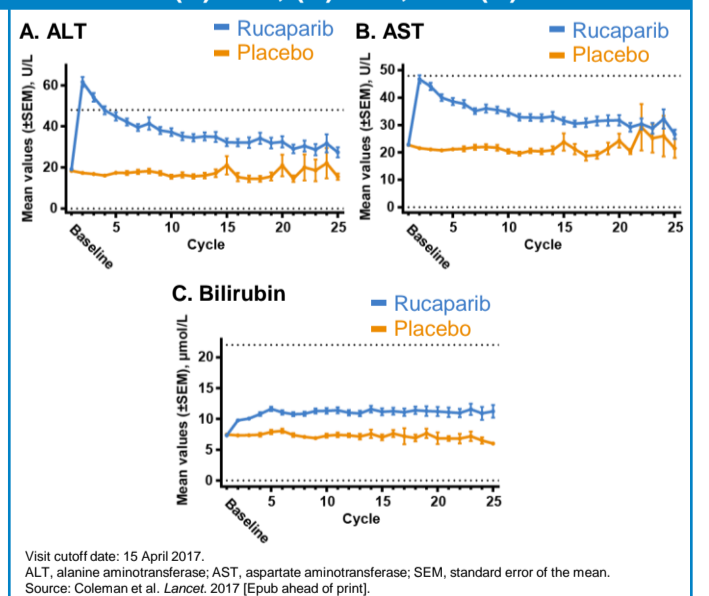 A. ALT
Rucaparib
Placebo
Mean values (±SEM), U/L
60
40
20
0
5
10
15
20
25
Baseline
Cycle
B. AST
Rucaparib
Placebo
Mean values (±SEM), U/L
50
40
30
20
10
0
5
10
15
20
25
Baseline
Cycle
C. Bilirubin
Rucaparib
Placebo
Mean values (±SEM), µmol/L
20
15
10
5
0
5
10
15
20
25
Baseline
Cycle
Visit cutoff date: 15 April 2017.
ALT, alanine aminotransferase; AST, aspartate aminotransferase; SEM, standard error of the mean.
Source: Coleman et al. Lancet. 2017 [Epub ahead of print].